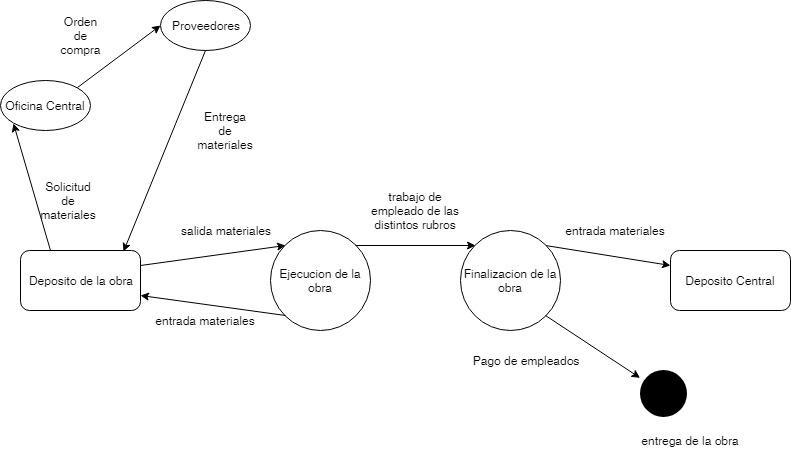 Orden
de
compra
Proveedores
Oficina Central
Entrega
de
materiales
Solicitud
de
materiales
trabajo de
empleado de las
distintos rubros
salida materiales
entrada materiales
Deposito de la obra
Ejecucion de la
obra
Finalizacion de la
obra
Deposito Central
entrada materiales
Pago de empleados
entrega de la obra